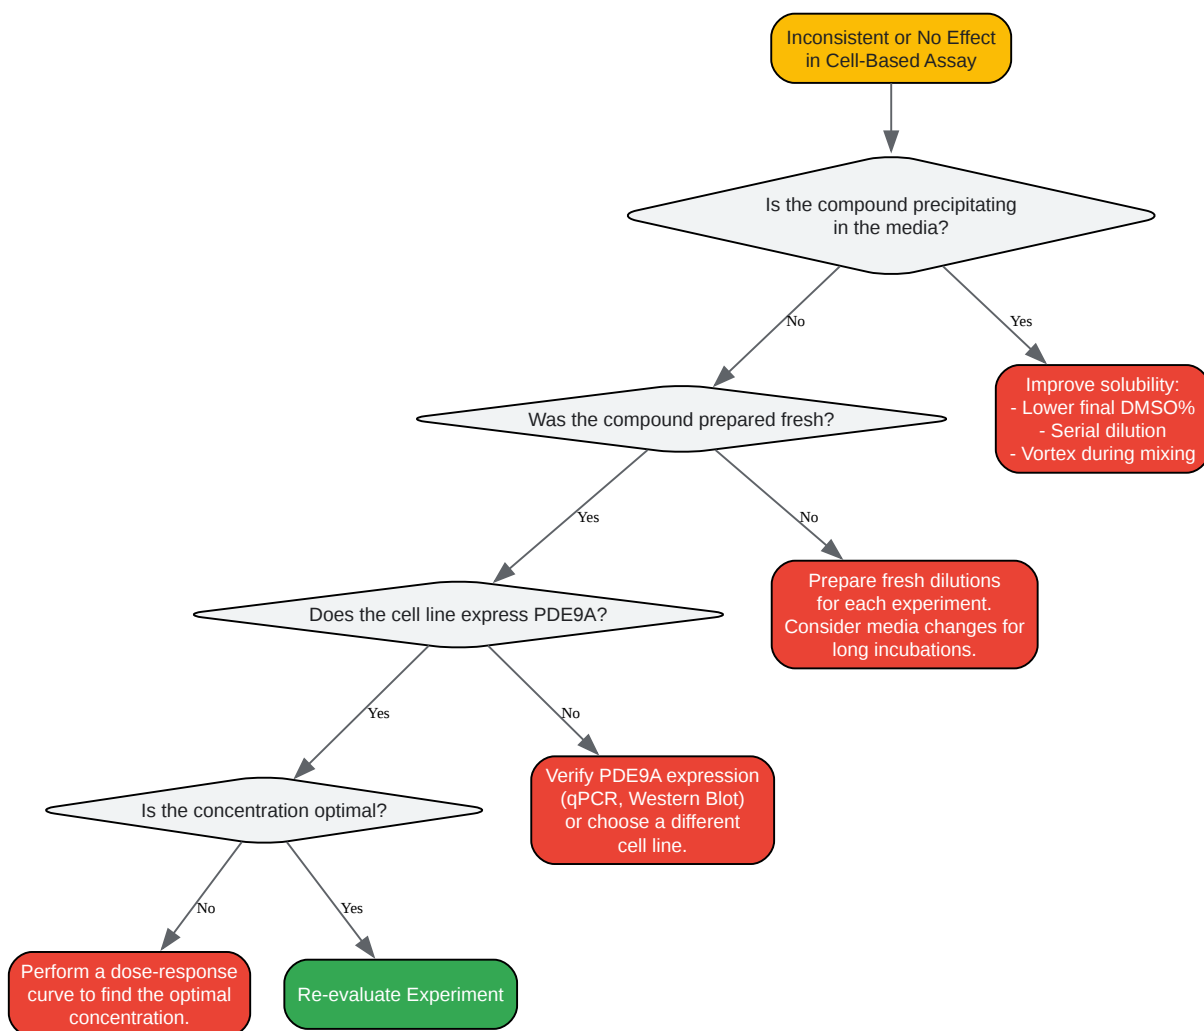 Inconsistent or No Effect
in Cell-Based Assay
Is the compound precipitating
in the media?
No
Yes
Improve solubility:
- Lower final DMSO%
- Serial dilution
- Vortex during mixing
Was the compound prepared fresh?
Yes
No
Prepare fresh dilutions
for each experiment.
Consider media changes for
long incubations.
Does the cell line express PDE9A?
Yes
No
Verify PDE9A expression
(qPCR, Western Blot)
or choose a different
cell line.
Is the concentration optimal?
No
Yes
Perform a dose-response
curve to find the optimal
concentration.
Re-evaluate Experiment